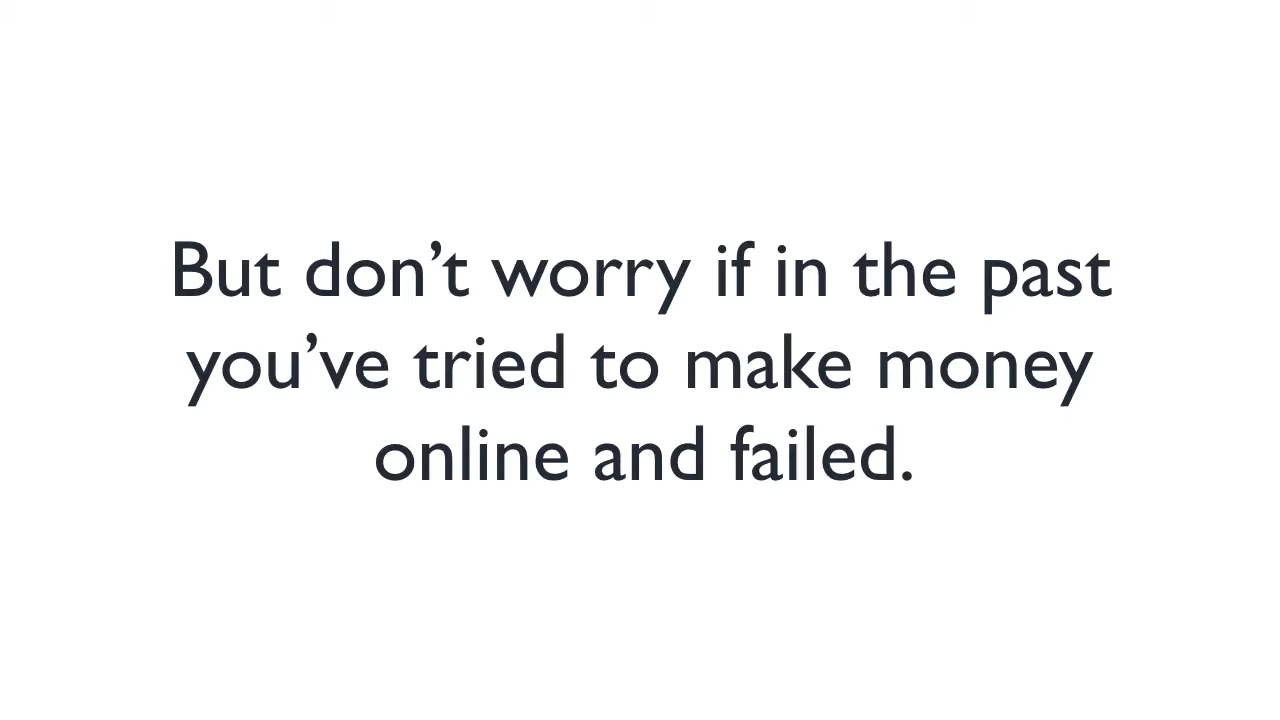 But don’t worry if in the past
you’ve tried to make money
online and failed.